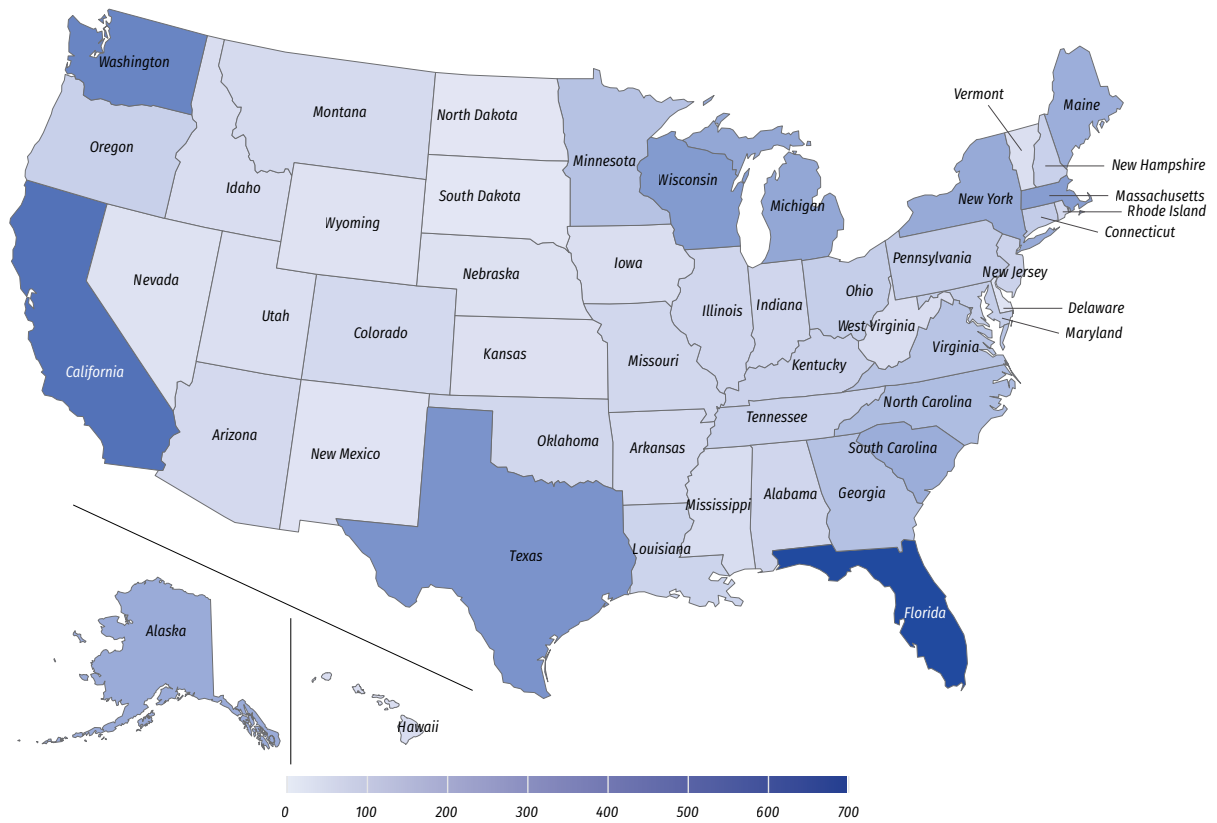 Washington
Vermont
Maine
Montana
North Dakota
Oregon
Minnesota
New Hampshire
Wisconsin
Idaho
South Dakota
Massachusetts
New York
Michigan
Rhode Island
Wyoming
Connecticut
Pennsylvania
Iowa
Nebraska
New Jersey
Nevada
Ohio
Indiana
Illinois
Delaware
Utah
West Virginia
Colorado
Maryland
Virginia
Kansas
Missouri
Kentucky
California
North Carolina
Tennessee
Arizona
Oklahoma
South Carolina
Arkansas
New Mexico
Georgia
Alabama
Mississippi
Louisiana
Texas
Florida
Alaska
Hawaii
0 100 200 300 400 500 600 700